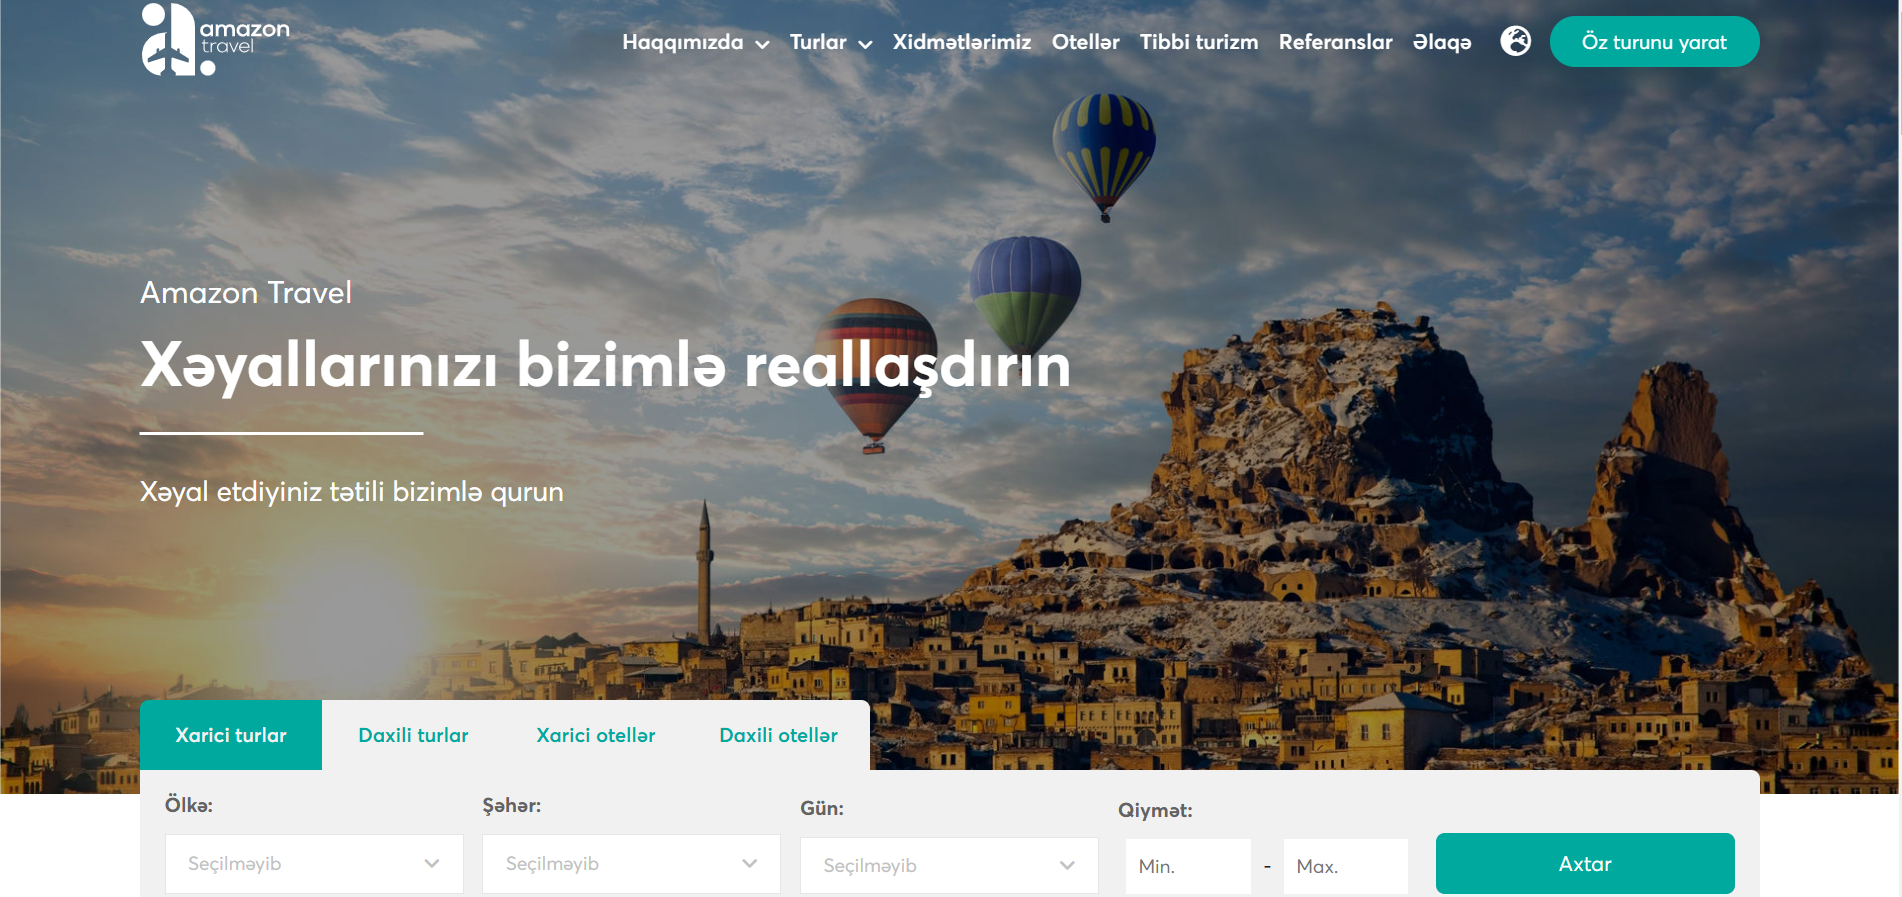 amazon
travel
Haqqımızda Turlar Xidmətlərimiz Otellər Tibbi turizm Referanslar Əlaqə Öz turunu yarat
Amazon Travel
Xəyallarınızı bizimlə reallaşdırın
Xəyal etdiyiniz tətili bizimlə qurun
Xarici turlar Daxili turlar Xarici otellər Daxili otellər
Ölkə: Şəhər: Gün: Qiymət:
Seçilməyib Seçilməyib Seçilməyib Min. - Max. Axtar